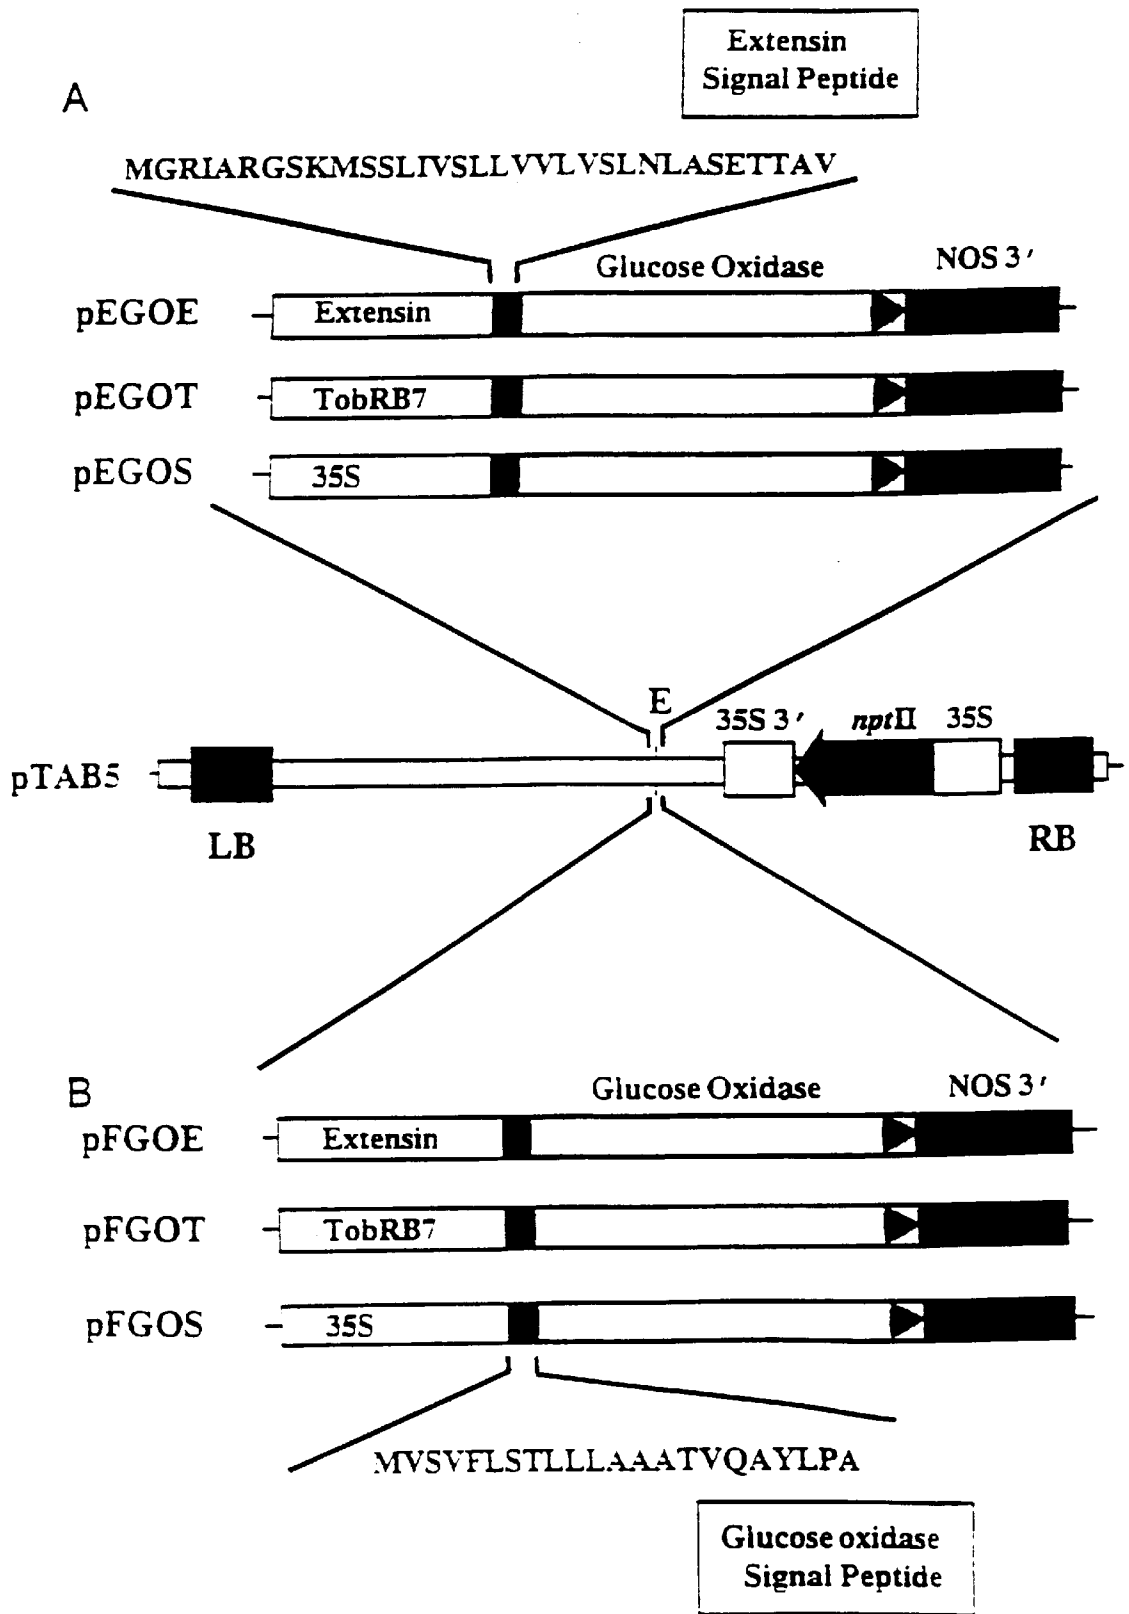 Extensin
Signal Peptide
A
MGRIARGSKMSSLIVSLLVVLVSLNLASETTAV
Glucose Oxidase NOS 3′
pEGOE Extensin
pEGOT TobRB7
pEGOS 35S
E
35S 3′ nptII 35S
pTAB5
LB RB
B
Glucose Oxidase NOS 3′
pFGOE Extensin
pFGOT TobRB7
pFGOS 35S
MVSVFLSTLLLAAATVQAYLPA
Glucose oxidase
Signal Peptide